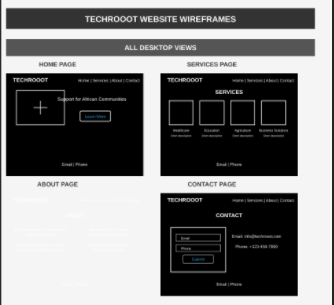 TECHROOOT WEBSITE WIREFRAMES
ALL DESKTOP VIEWS
HOME PAGE
TECHROOOT
Home | Services | About | Contact
Support for African Communities
Learn More
Email | Phone
SERVICES PAGE
TECHROOOT
Home | Services | About | Contact
SERVICES
Healthcare
Education
Agriculture
Business Solutions
Email | Phone
ABOUT PAGE
TECHROOOT
ABOUT
CONTACT PAGE
TECHROOOT
Home | Services | About | Contact
CONTACT
Email
Phone
Submit
Email: info@techrooot.com
Phone: +123-456-7890
Email | Phone